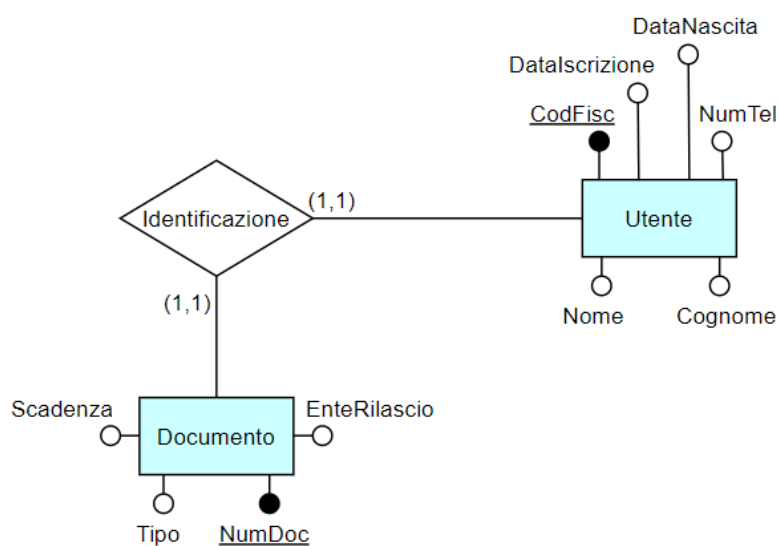 DataNascita
DataIscrizione
CodFisc
NumTel
(1,1)
Identificazione
Utente
(1,1)
Nome
Cognome
Scadenza
EnteRilascio
Documento
Tipo
NumDoc